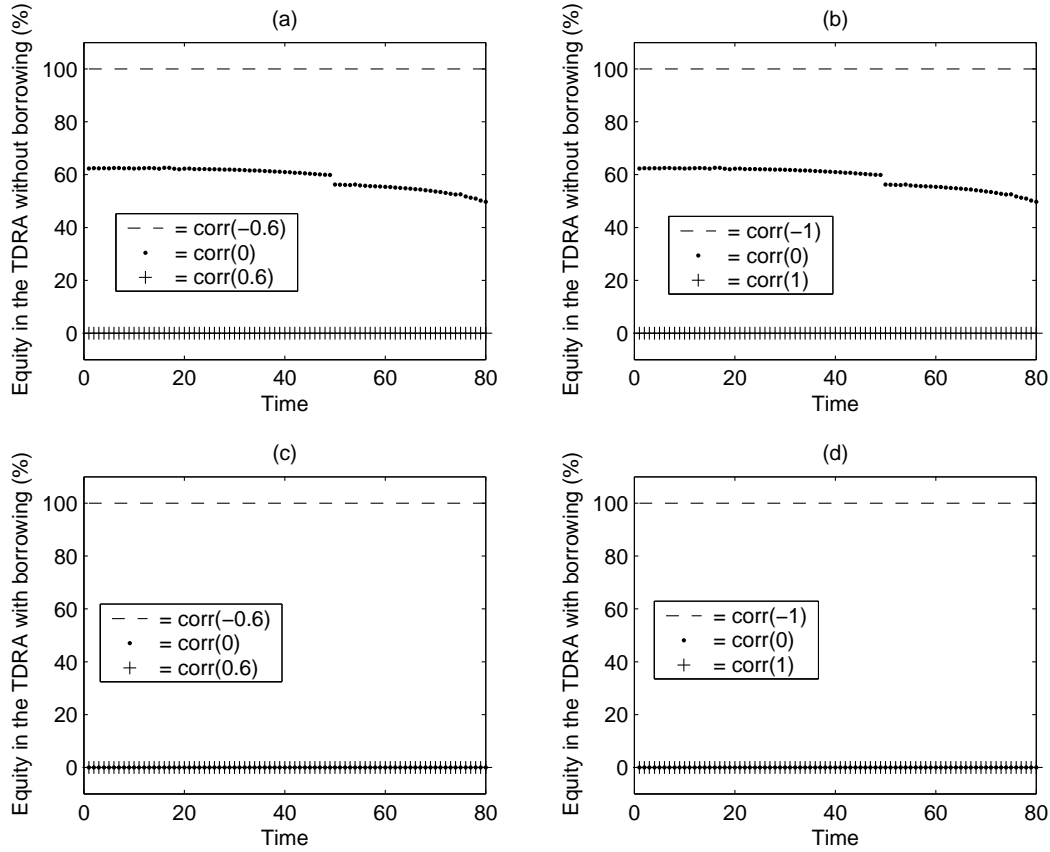 (a)
Equity in the TDRA without borrowing (%)
100
80
60
40
20
0
= corr(−0.6)
= corr(0)
= corr(0.6)
0 20 40 60 80
Time
(b)
Equity in the TDRA without borrowing (%)
100
80
60
40
20
0
= corr(−1)
= corr(0)
= corr(1)
0 20 40 60 80
Time
(c)
Equity in the TDRA with borrowing (%)
100
80
60
40
20
0
= corr(−0.6)
= corr(0)
= corr(0.6)
0 20 40 60 80
Time
(d)
Equity in the TDRA with borrowing (%)
100
80
60
40
20
0
= corr(−1)
= corr(0)
= corr(1)
0 20 40 60 80
Time